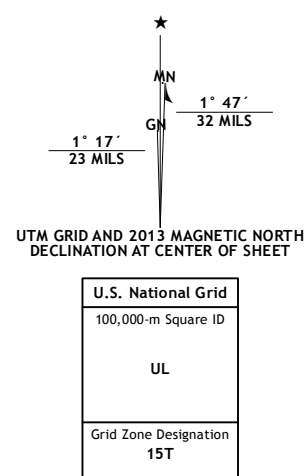 ★
MN
1° 47´
32 MILS
GN
1° 17´
23 MILS
UTM GRID AND 2013 MAGNETIC NORTH
DECLINATION AT CENTER OF SHEET
U.S. National Grid
100,000-m Square ID
UL
Grid Zone Designation
15T